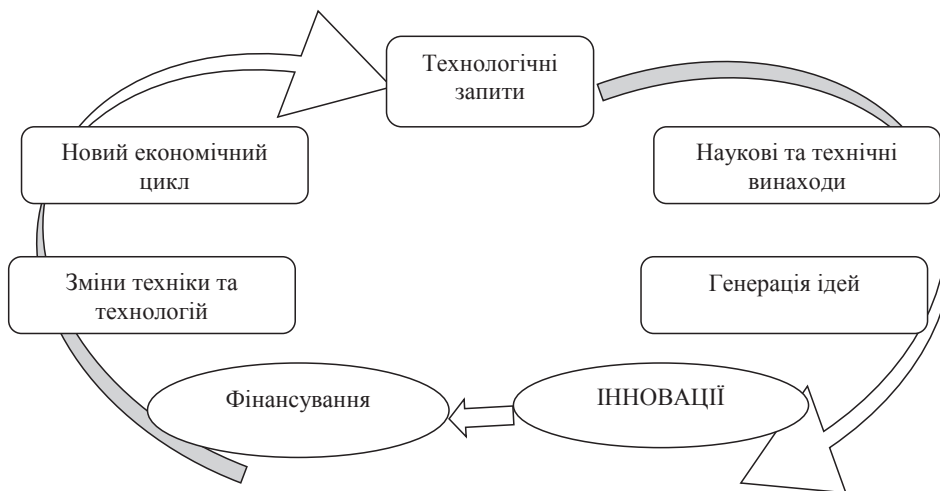 Технологічні
запити
Новий економічний
цикл
Наукові та технічні
винаходи
Зміни техніки та
технологій
Генерація ідей
Фінансування
ІННОВАЦІЇ